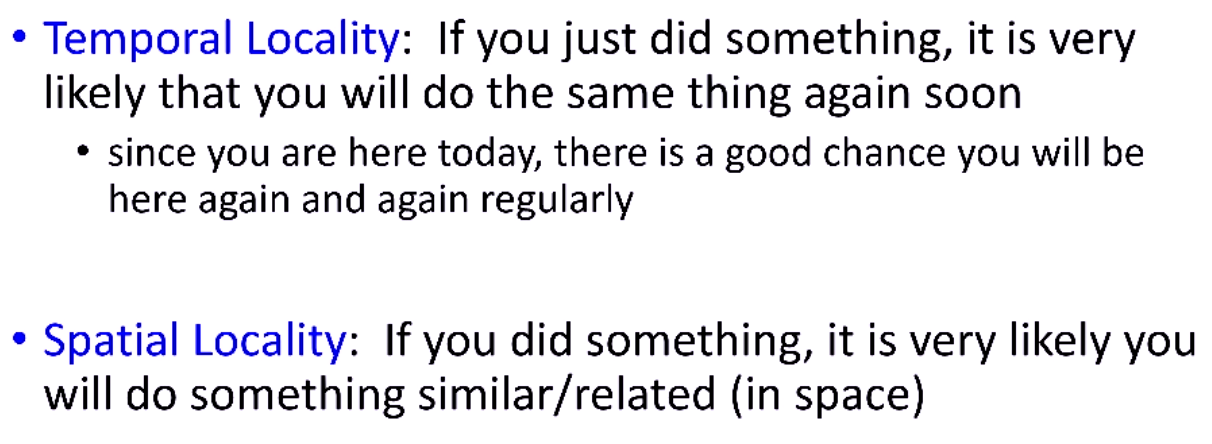 • Temporal Locality: If you just did something, it is very
likely that you will do the same thing again soon
• since you are here today, there is a good chance you will be
here again and again regularly
• Spatial Locality: If you did something, it is very likely you
will do something similar/related (in space)